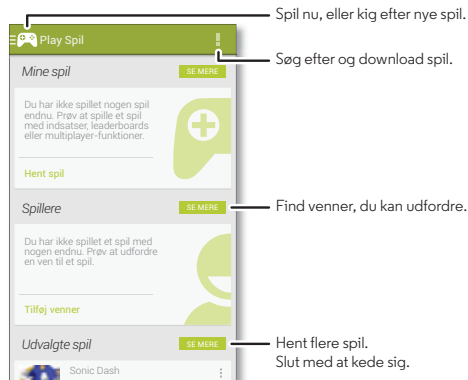 Spil nu, eller kig efter nye spil.
Play Spil
Søg efter og download spil.
Mine spil
SE MERE
Du har ikke spillet nogen spil
endnu. Prøv at spille et spil
med indsatser, leaderboards
eller multiplayer-funktioner.
Hent spil
Spillere
SE MERE
Find venner, du kan udfordre.
Du har ikke spillet et spil med
nogen endnu. Prøv at udfordre
en ven til et spil.
Tilføj venner
Udvalgte spil
SE MERE
Hent flere spil.
Slut med at kede sig.
Sonic Dash